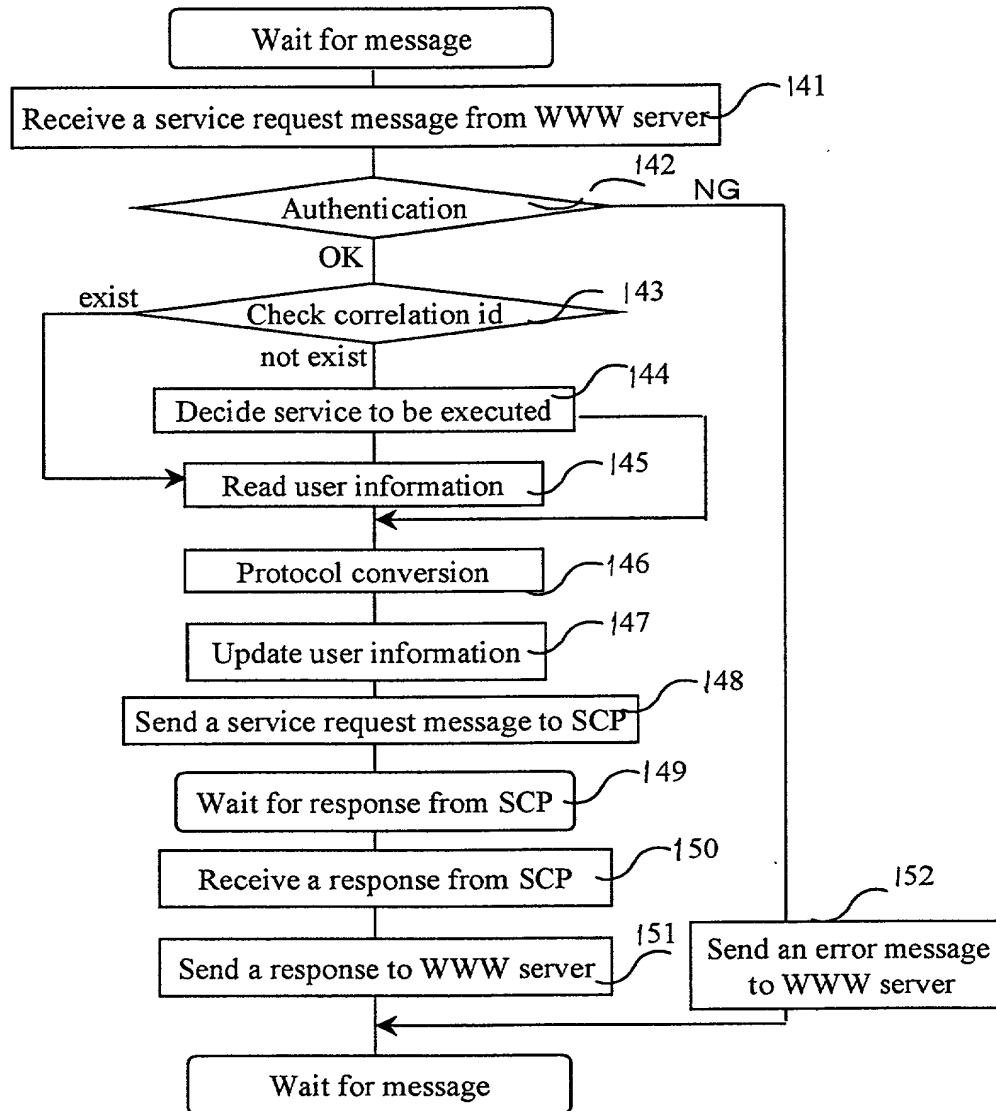 Wait for message
141
Receive a service request message from WWW server
142
NG
Authentication
OK
exist
143
Check correlation id
not exist
144
Decide service to be executed
145
Read user information
Protocol conversion
146
147
Update user information
148
Send a service request message to SCP
149
Wait for response from SCP
150
Receive a response from SCP
152
151
Send an error message
to WWW server
Send a response to WWW server
Wait for message